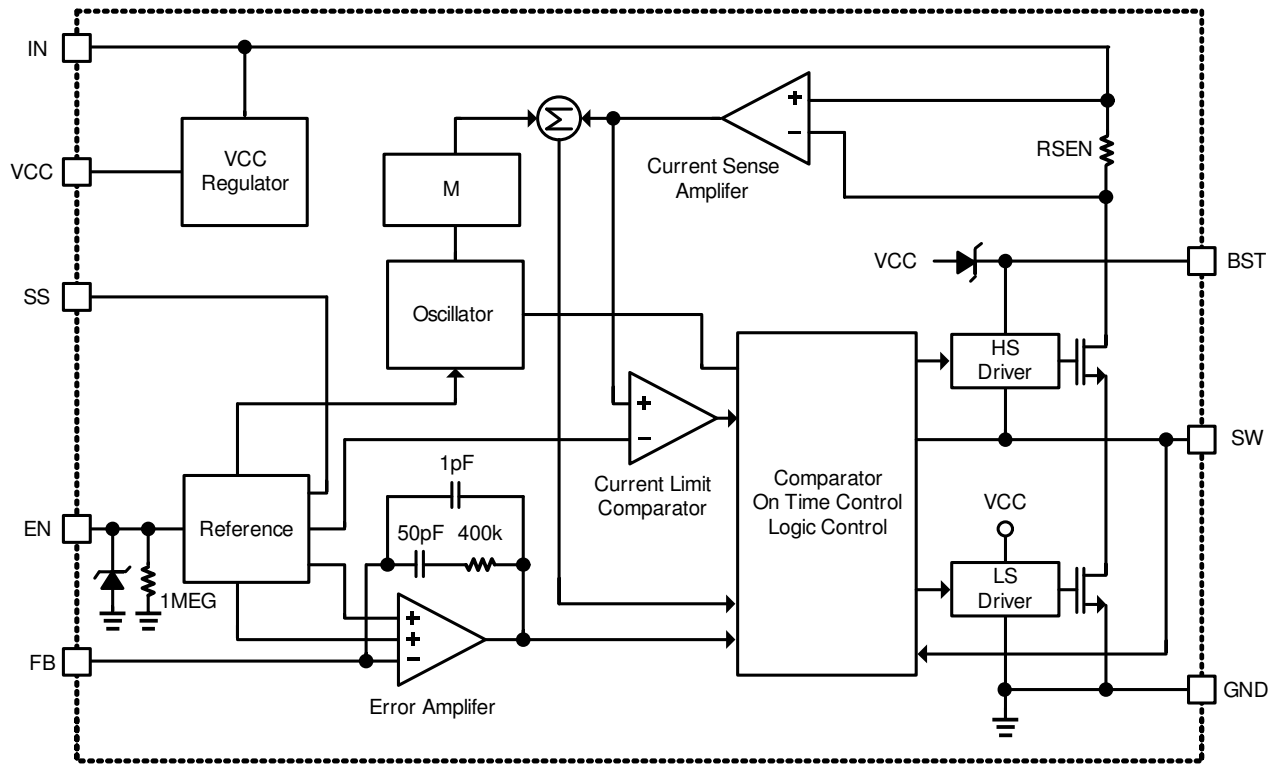 IN
+
−
Σ
VCC
Regulator
VCC
M
Current Sense
Amplifer
RSEN
VCC
BST
SS
Oscillator
HS
Driver
+
−
SW
1pF
Current Limit
Comparator
Comparator
On Time Control
Logic Control
VCC
EN
Reference
50pF
400k
LS
Driver
1MEG
+
+
−
FB
GND
Error Amplifer